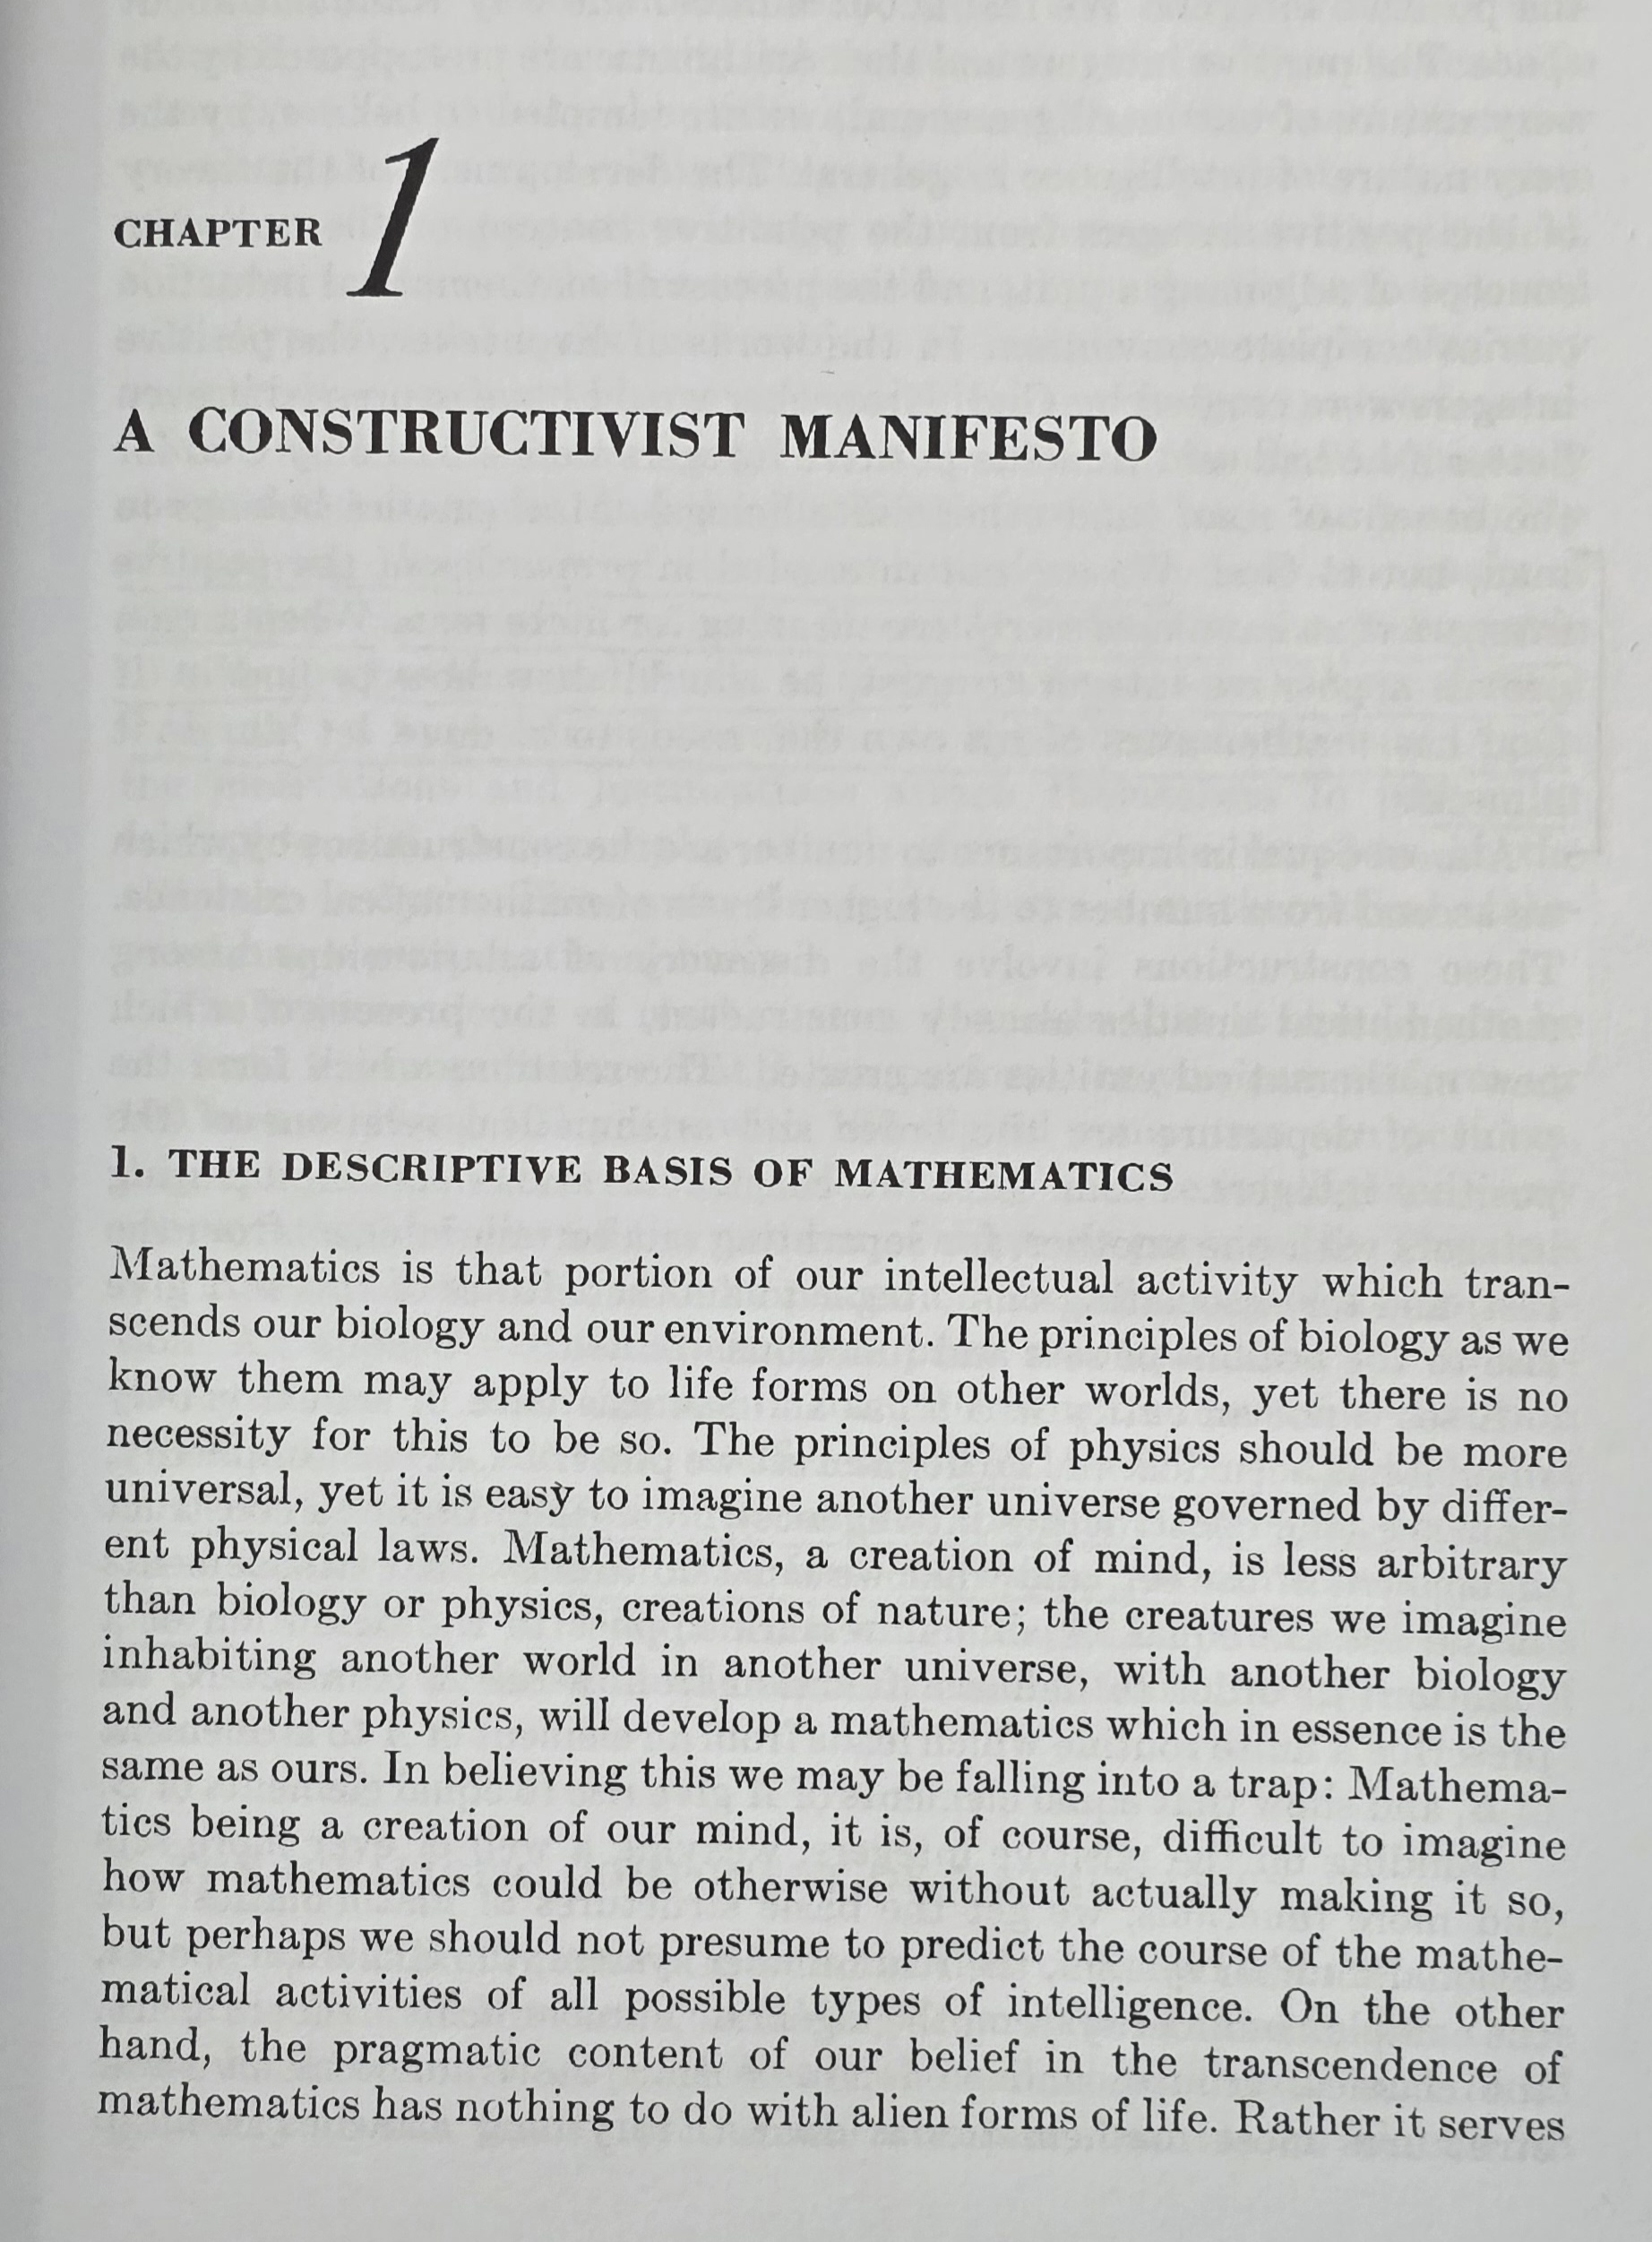 CHAPTER 1
A CONSTRUCTIVIST MANIFESTO
1. THE DESCRIPTIVE BASIS OF MATHEMATICS
Mathematics is that portion of our intellectual activity which tran-
scends our biology and our environment. The principles of biology as we
know them may apply to life forms on other worlds, yet there is no
necessity for this to be so. The principles of physics should be more
universal, yet it is easy to imagine another universe governed by differ-
ent physical laws. Mathematics, a creation of mind, is less arbitrary
than biology or physics, creations of nature; the creatures we imagine
inhabiting another world in another universe, with another biology
and another physics, will develop a mathematics which in essence is the
same as ours. In believing this we may be falling into a trap: Mathema-
tics being a creation of our mind, it is, of course, difficult to imagine
how mathematics could be otherwise without actually making it so,
but perhaps we should not presume to predict the course of the mathe-
matical activities of all possible types of intelligence. On the other
hand, the pragmatic content of our belief in the transcendence of
mathematics has nothing to do with alien forms of life. Rather it serves